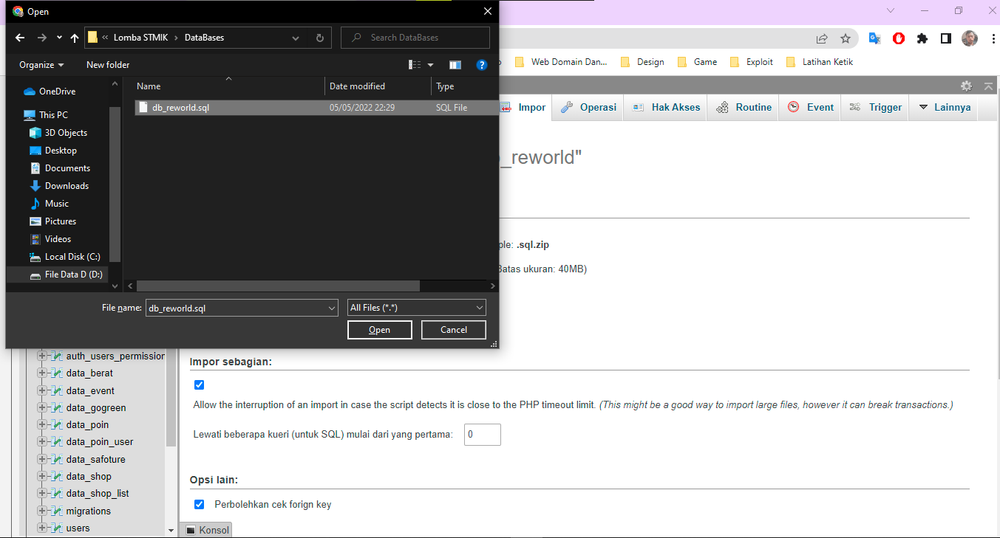 Open
Lomba STMIK
DataBases
Search DataBases
Organize
New folder
Name
Date modified
Type
OneDrive
This PC
3D Objects
Desktop
Documents
Downloads
Music
Pictures
Videos
Local Disk (C:)
File Data D (D:)
db_reworld.sql
05/05/2022 22:29
SQL File
File name:
db_reworld.sql
All Files (*.*)
Open
Cancel
Web Domain Dan...
Design
Game
Exploit
Latihan Ketik
Impor
Operasi
Hak Akses
Routine
Event
Trigger
Lainnya
_reworld"
.sql.zip
Batas ukuran: 40MB)
auth_users_permission
data_berat
data_event
data_gogreen
data_poin
data_poin_user
data_safoture
data_shop
data_shop_list
migrations
users
Impor sebagian:
Allow the interruption of an import in case the script detects it is close to the PHP timeout limit. (This might be a good way to import large files, however it can break transactions.)
Lewati beberapa kueri (untuk SQL) mulai dari yang pertama:
0
Opsi lain:
Perbolehkan cek forign key
Konsol